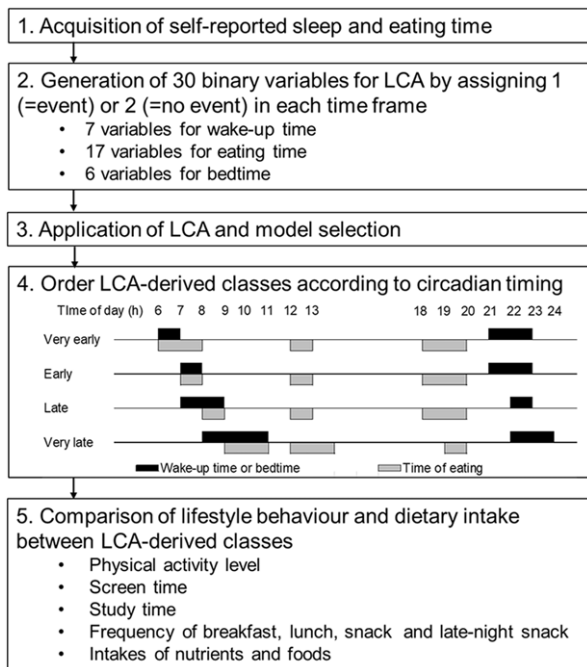 1. Acquisition of self-reported sleep and eating time
2. Generation of 30 binary variables for LCA by assigning 1
(=event) or 2 (=no event) in each time frame
• 7 variables for wake-up time
• 17 variables for eating time
• 6 variables for bedtime
3. Application of LCA and model selection
4. Order LCA-derived classes according to circadian timing
TIme of day (h) 6 7 8 9 10 11 12 13 18 19 20 21 22 23 24
Very early
Early
Late
Very late
Wake-up time or bedtime Time of eating
5. Comparison of lifestyle behaviour and dietary intake
between LCA-derived classes
• Physical activity level
• Screen time
• Study time
• Frequency of breakfast, lunch, snack and late-night snack
• Intakes of nutrients and foods